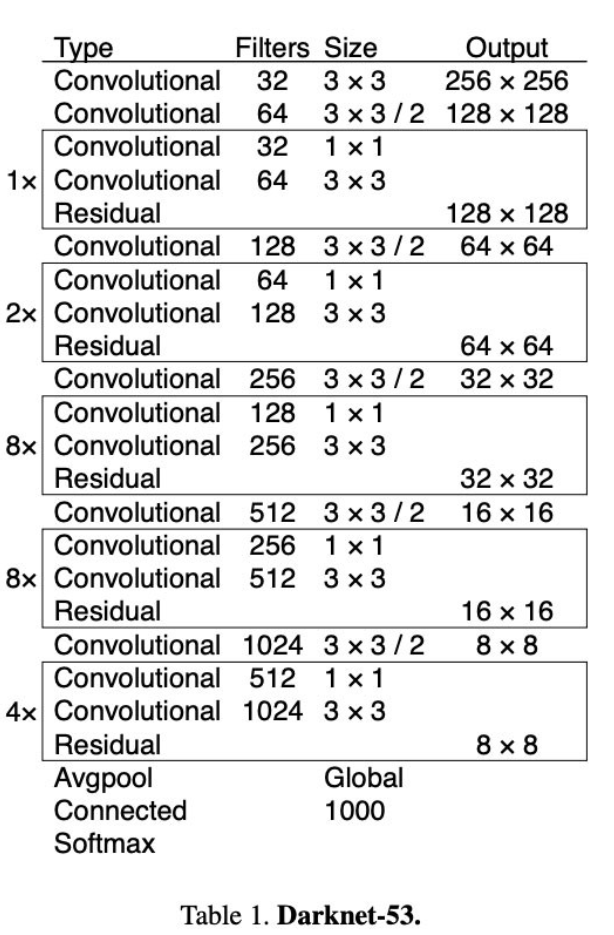 Type Filters Size Output
Convolutional 32 3 × 3 256 × 256
Convolutional 64 3 × 3 / 2 128 × 128
Convolutional 32 1 × 1
1× Convolutional 64 3 × 3
Residual 128 × 128
Convolutional 128 3 × 3 / 2 64 × 64
Convolutional 64 1 × 1
2× Convolutional 128 3 × 3
Residual 64 × 64
Convolutional 256 3 × 3 / 2 32 × 32
Convolutional 128 1 × 1
8× Convolutional 256 3 × 3
Residual 32 × 32
Convolutional 512 3 × 3 / 2 16 × 16
Convolutional 256 1 × 1
8× Convolutional 512 3 × 3
Residual 16 × 16
Convolutional 1024 3 × 3 / 2 8 × 8
Convolutional 512 1 × 1
4× Convolutional 1024 3 × 3
Residual 8 × 8
Avgpool Global
Connected 1000
Softmax
Table 1. Darknet-53.